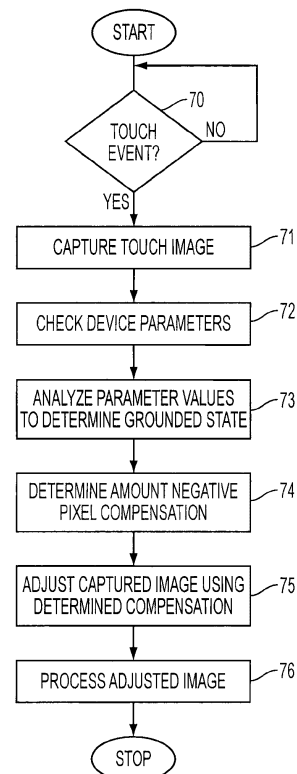 START
70
TOUCH
EVENT?
NO
YES
CAPTURE TOUCH IMAGE
71
CHECK DEVICE PARAMETERS
72
ANALYZE PARAMETER VALUES
TO DETERMINE GROUNDED STATE
73
DETERMINE AMOUNT NEGATIVE
PIXEL COMPENSATION
74
ADJUST CAPTURED IMAGE USING
DETERMINED COMPENSATION
75
PROCESS ADJUSTED IMAGE
76
STOP